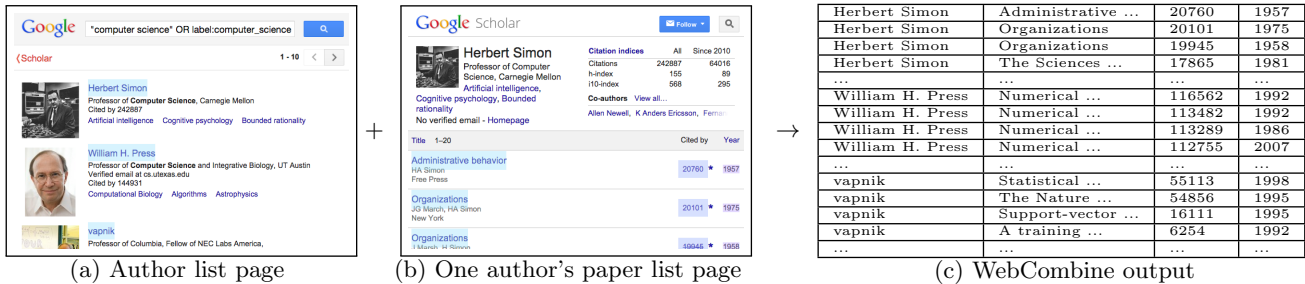 Google
"computer science" OR label:computer_science
Scholar
1 - 10
Herbert Simon
Professor of Computer Science, Carnegie Mellon
Cited by 242887
Artificial intelligence Cognitive psychology Bounded rationality
William H. Press
Professor of Computer Science and Integrative Biology, UT Austin
Verified email at cs.utexas.edu
Cited by 144931
Computational Biology Algorithms Astrophysics
vapnik
Professor of Columbia, Fellow of NEC Labs America,
(a) Author list page
+
Google Scholar
Follow
Herbert Simon
Professor of Computer
Science, Carnegie Mellon
Artificial intelligence,
Cognitive psychology, Bounded
rationality
No verified email - Homepage
Citation indices All Since 2010
Citations 242887 64016
h-index 155 89
i10-index 568 295
Co-authors View all...
Allen Newell, K Anders Ericsson, Fernan
Title 1–20 Cited by Year
Administrative behavior 20760 * 1957
HA Simon
Free Press
Organizations 20101 * 1975
JG March, HA Simon
New York
Organizations 19945 * 1958
J Marsh, H Simon
(b) One author's paper list page
→
Herbert Simon Administrative ... 20760 1957
Herbert Simon Organizations 20101 1975
Herbert Simon Organizations 19945 1958
Herbert Simon The Sciences ... 17865 1981
... ... ... ...
William H. Press Numerical ... 116562 1992
William H. Press Numerical ... 113482 1992
William H. Press Numerical ... 113289 1986
William H. Press Numerical ... 112755 2007
... ... ... ...
vapnik Statistical ... 55113 1998
vapnik The Nature ... 54856 1995
vapnik Support-vector ... 16111 1995
vapnik A training ... 6254 1992
... ... ... ...
(c) WebCombine output